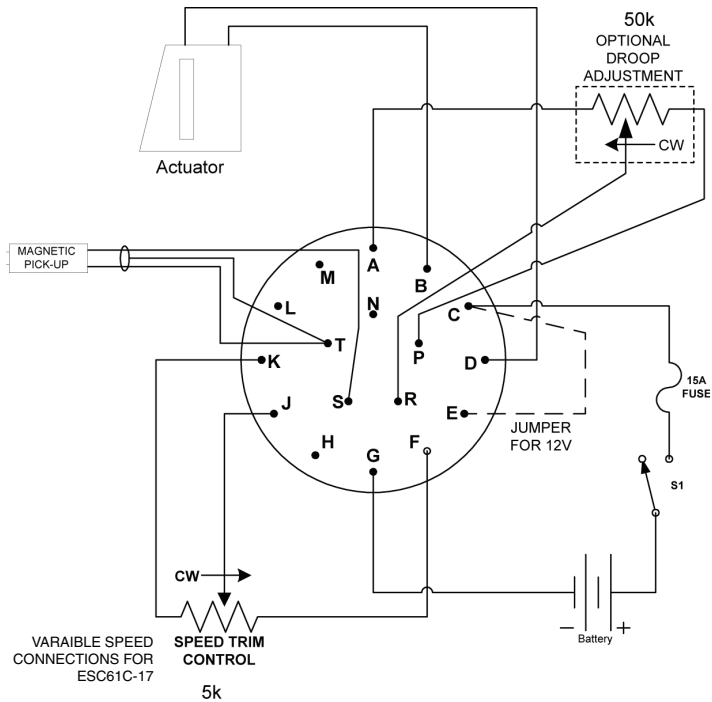 50k
OPTIONAL
DROOP
ADJUSTMENT
CW
Actuator
MAGNETIC
PICK-UP
A
B
M
N
L
C
T
P
K
D
J
S
R
E
15A
FUSE
JUMPER
FOR 12V
H
G
F
S1
CW
Battery
VARAIBLE SPEED
CONNECTIONS FOR
ESC61C-17
SPEED TRIM
CONTROL
5k